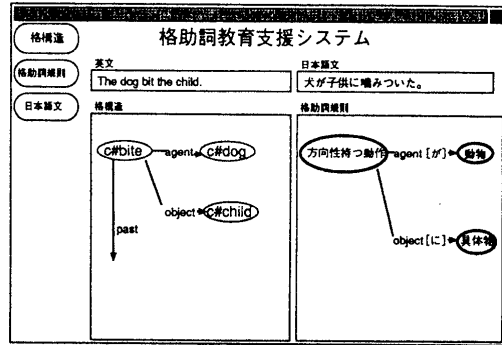 格助詞教育支援システム
格構造
格助詞規則
日本語文
英文
The dog bit the child.
日本語文
犬が子供に噛みついた。
格構造
c#bite
agent
c#dog
object
c#child
past
格助詞規則
方向性持つ動作
agent [が]
動物
object [に]
具体物